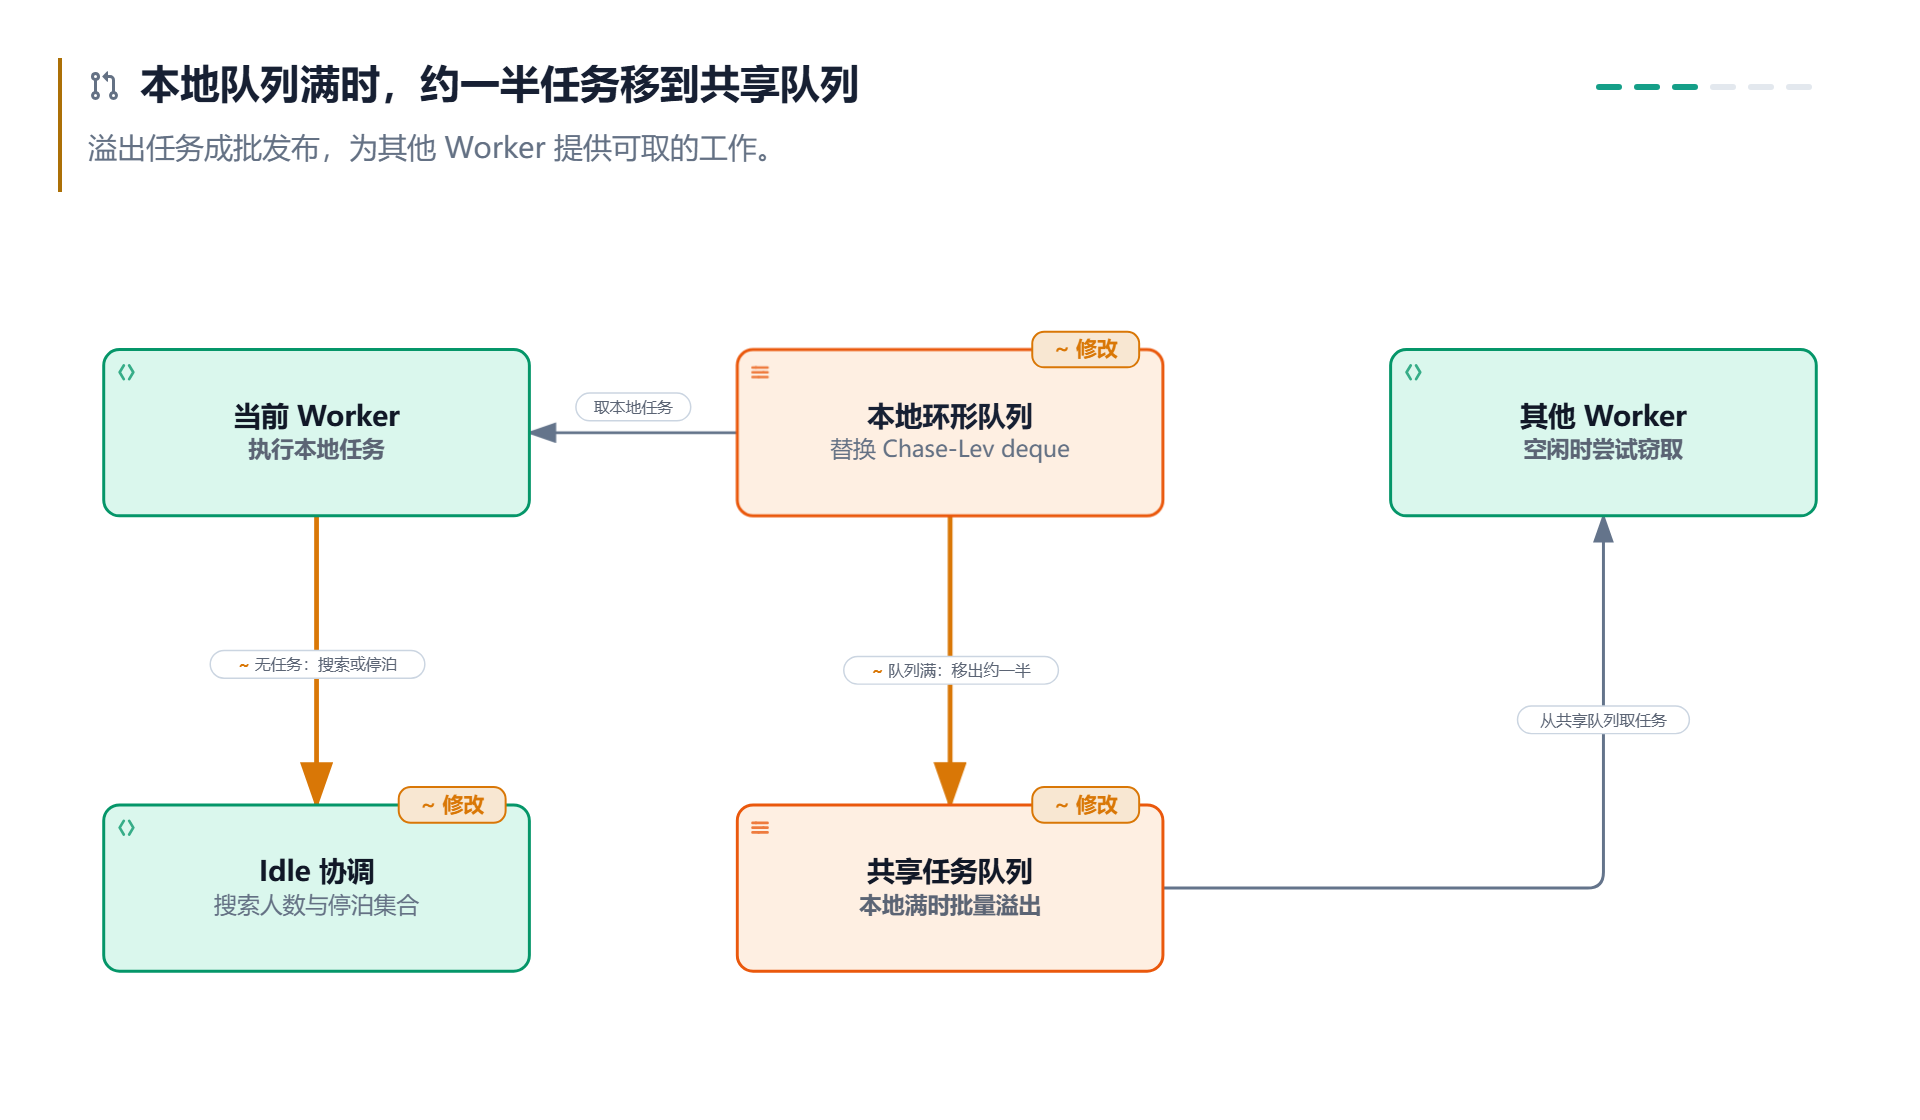 本地队列满时，约一半任务移到共享队列
溢出任务成批发布，为其他 Worker 提供可取的工作。
当前 Worker
执行本地任务
取本地任务
~ 修改
本地环形队列
替换 Chase-Lev deque
其他 Worker
空闲时尝试窃取
~ 无任务：搜索或停泊
~ 队列满：移出约一半
从共享队列取任务
~ 修改
Idle 协调
搜索人数与停泊集合
~ 修改
共享任务队列
本地满时批量溢出